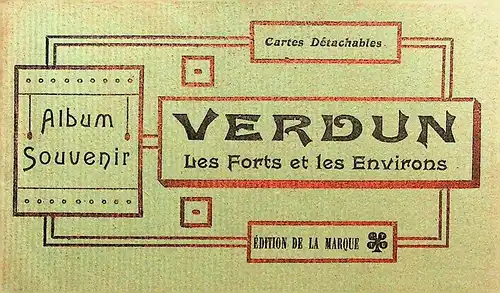 Cartes Détachables
Album
Souvenir
VERDUN
Les Forts et les Environs
ÉDITION DE LA MARQUE